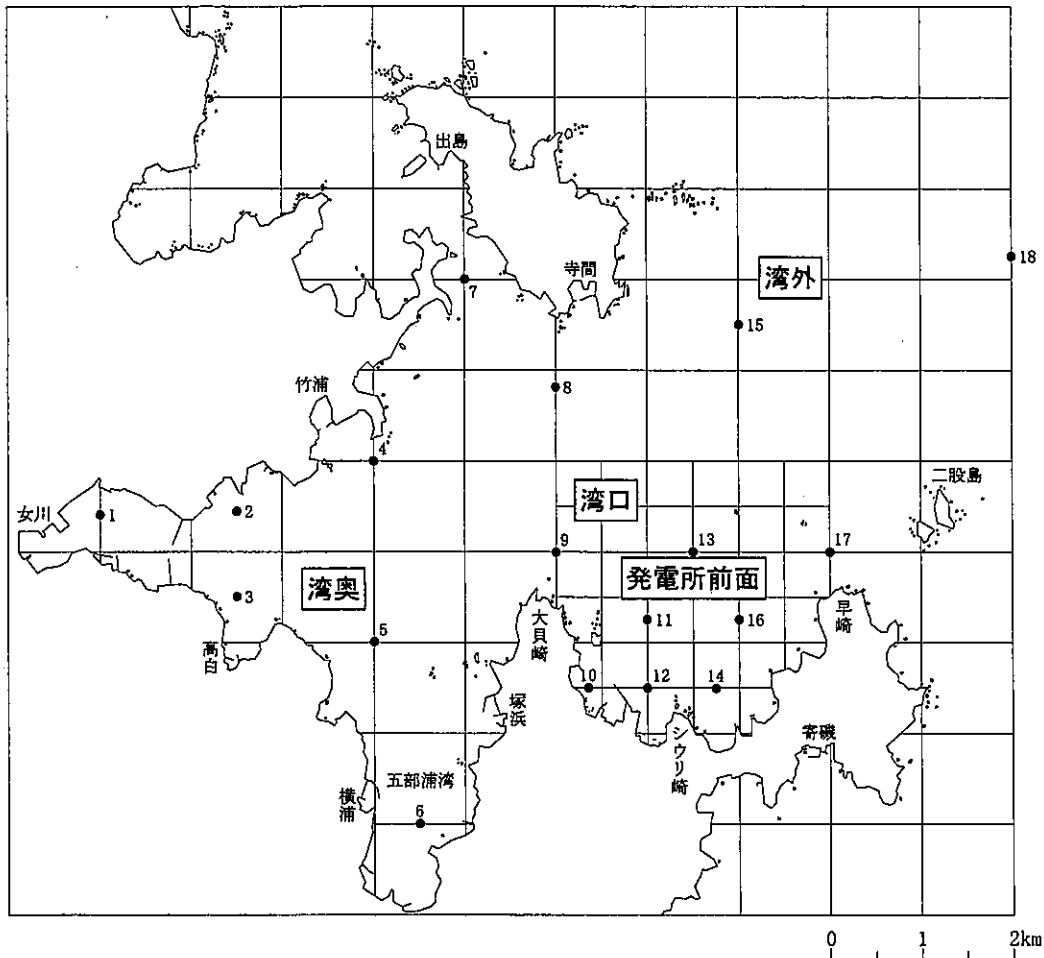 出島
18
湾外
寺間
7
15
竹浦
8
4
二股島
女川
1
2
湾口
9
13
17
湾奥
発電所前面
3
大貝崎
11
16
早崎
高白
5
10
12
14
塚浜
シウリ崎
寄磯
五部浦湾
横浦
6
0 1 2km